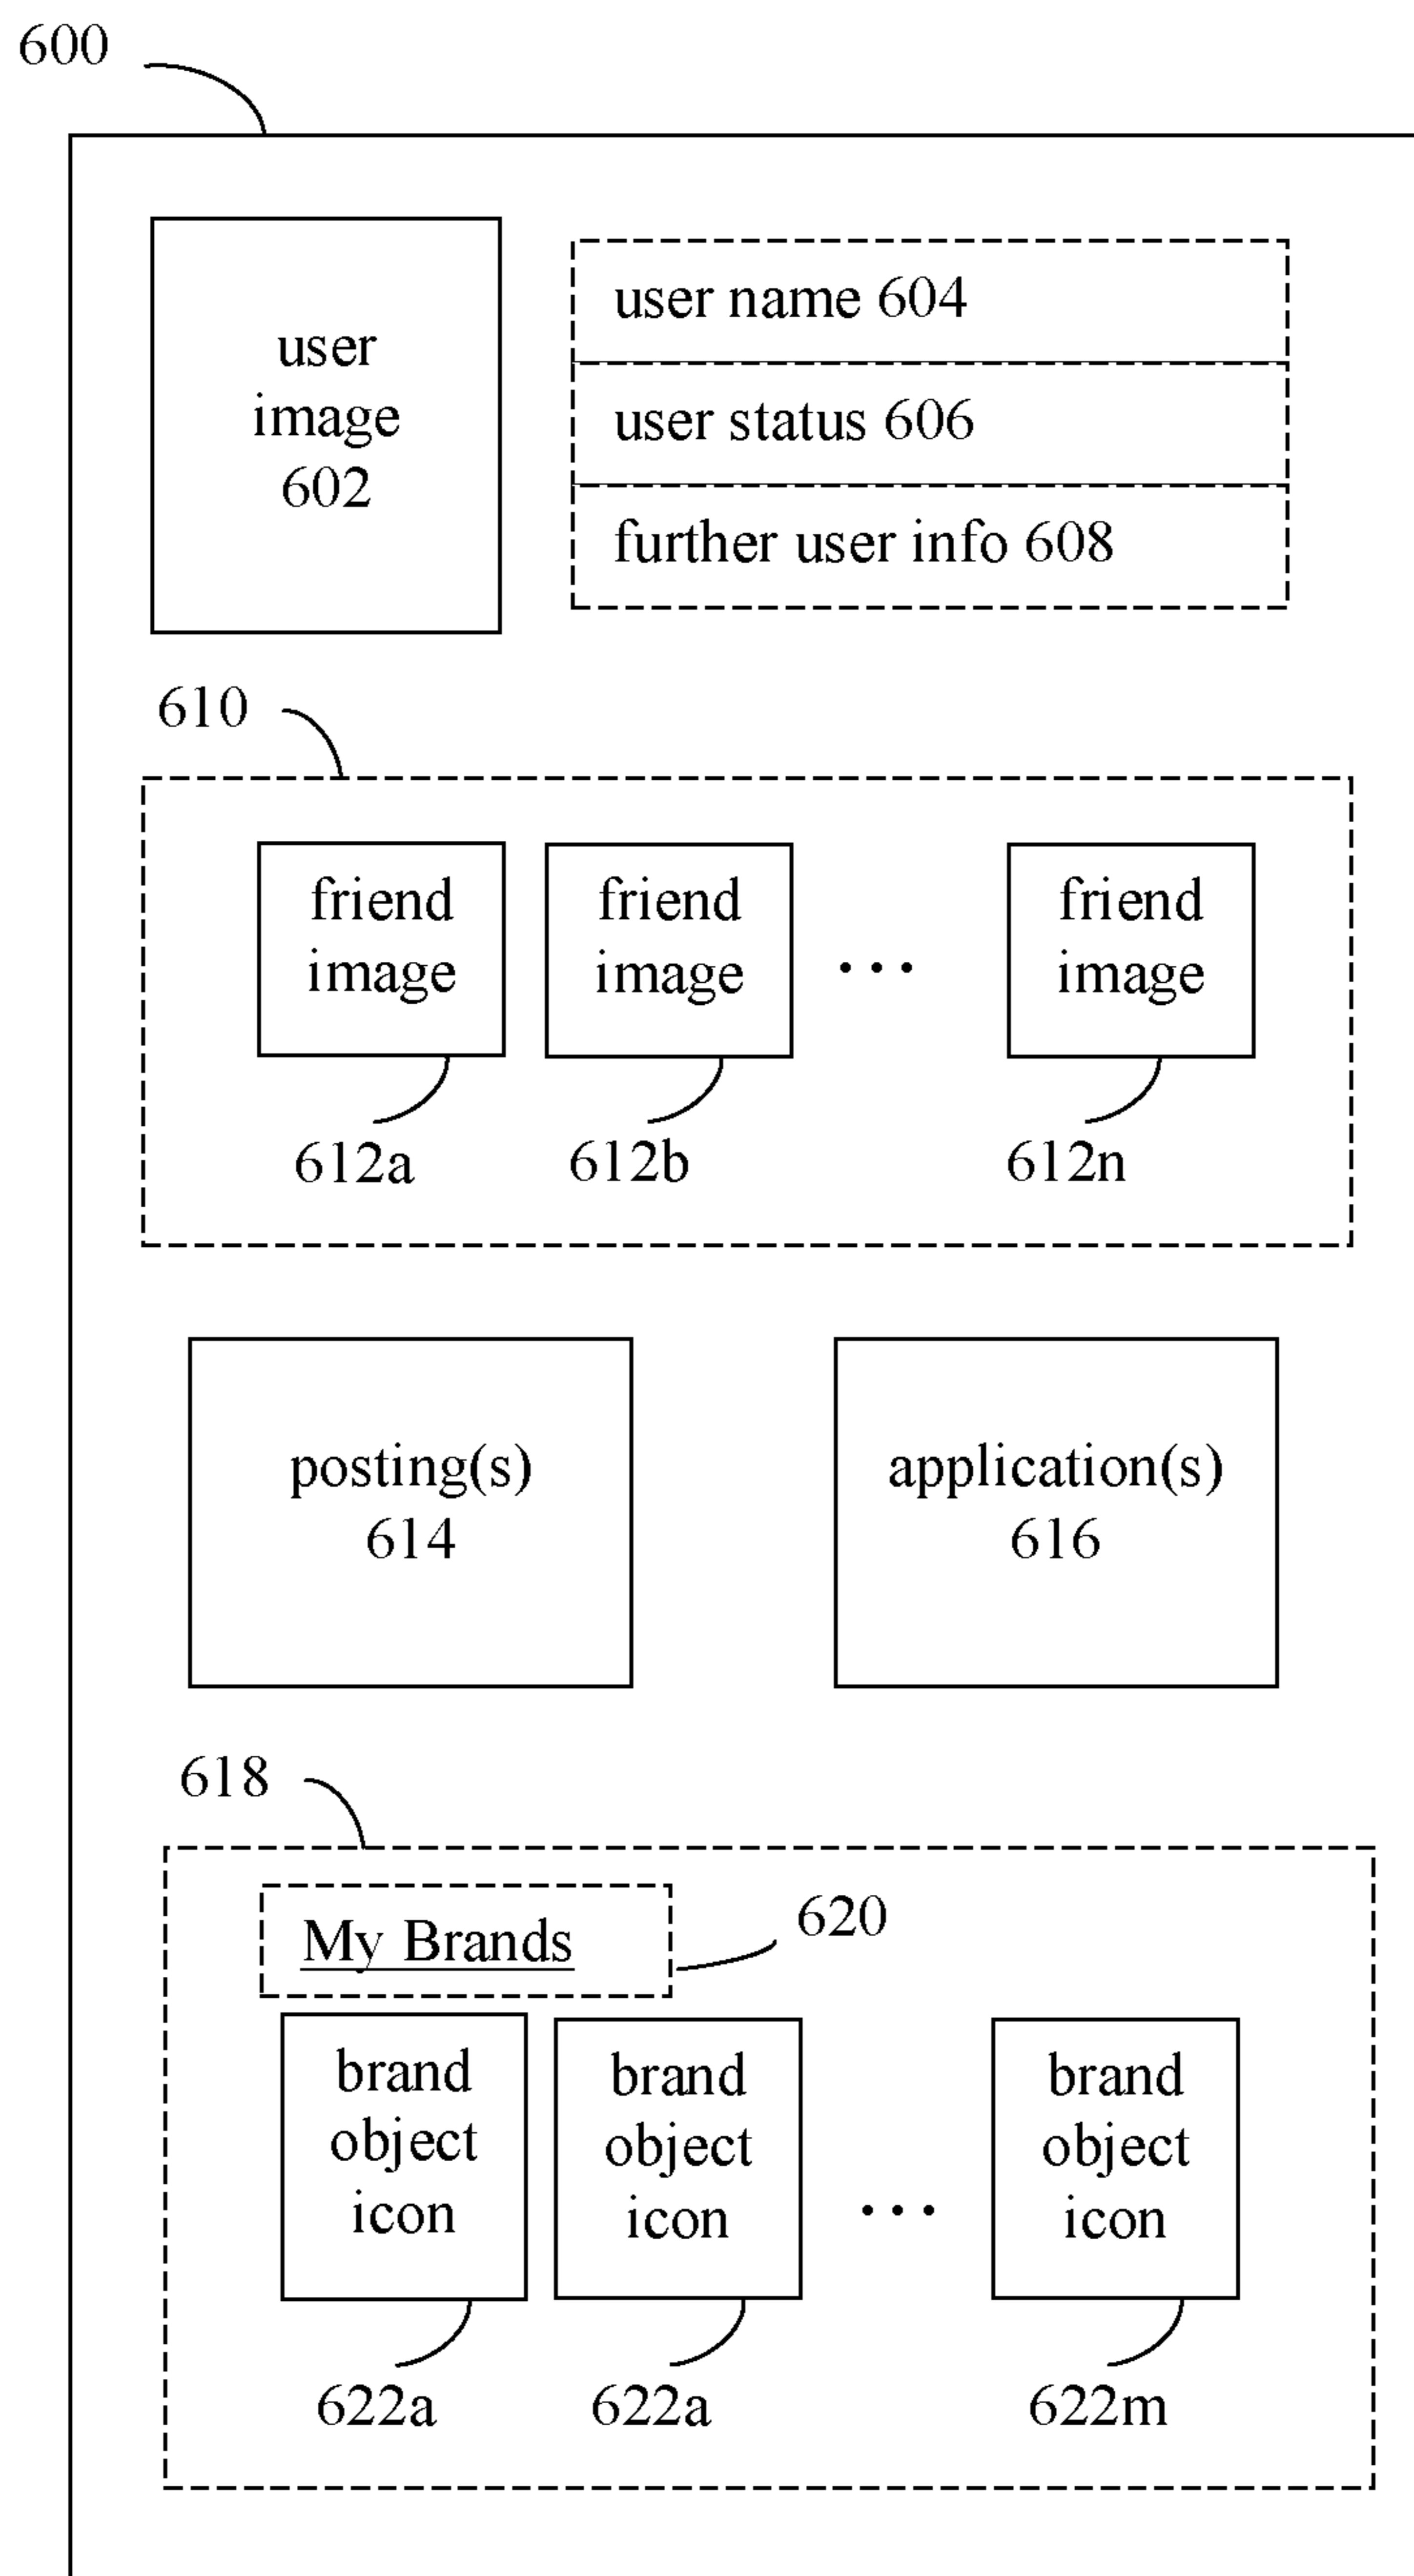 600
user
image
602
user name 604
user status 606
further user info 608
610
friend
image
friend
image
...
friend
image
612a
612b
612n
posting(s)
614
application(s)
616
618
My Brands
620
brand
object
icon
brand
object
icon
...
brand
object
icon
622a
622a
622m